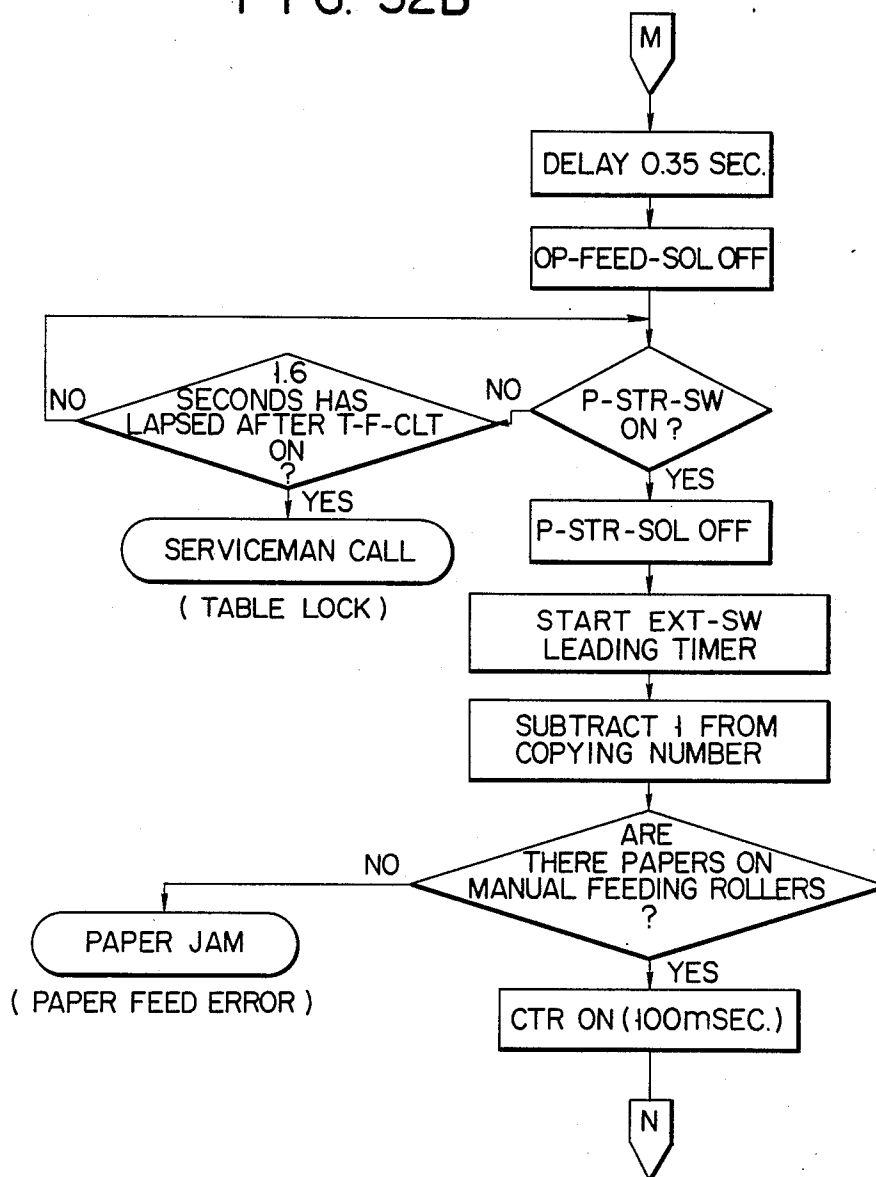 FIG. 32B
M
DELAY 0.35 SEC.
OP-FEED-SOL OFF
P-STR-SW
ON ?
NO
YES
1.6
SECONDS HAS
LAPSED AFTER T-F-CLT
ON
?
NO
YES
SERVICEMAN CALL
( TABLE LOCK )
P-STR-SOL OFF
START EXT-SW
LEADING TIMER
SUBTRACT 1 FROM
COPYING NUMBER
ARE
THERE PAPERS ON
MANUAL FEEDING ROLLERS
?
NO
PAPER JAM
( PAPER FEED ERROR )
YES
CTR ON (100mSEC.)
N